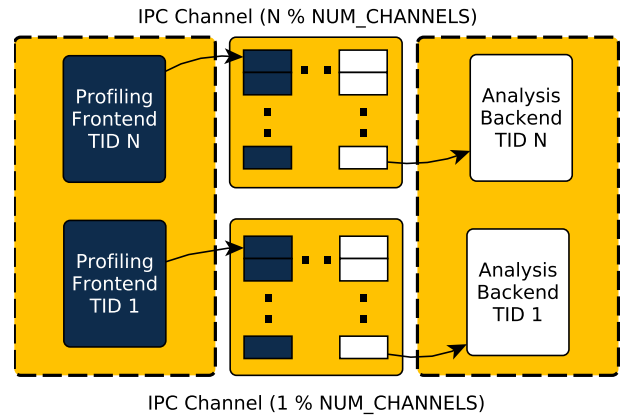 IPC Channel (N % NUM_CHANNELS)
Profiling
Frontend
TID N
Analysis
Backend
TID N
Profiling
Frontend
TID 1
Analysis
Backend
TID 1
IPC Channel (1 % NUM_CHANNELS)